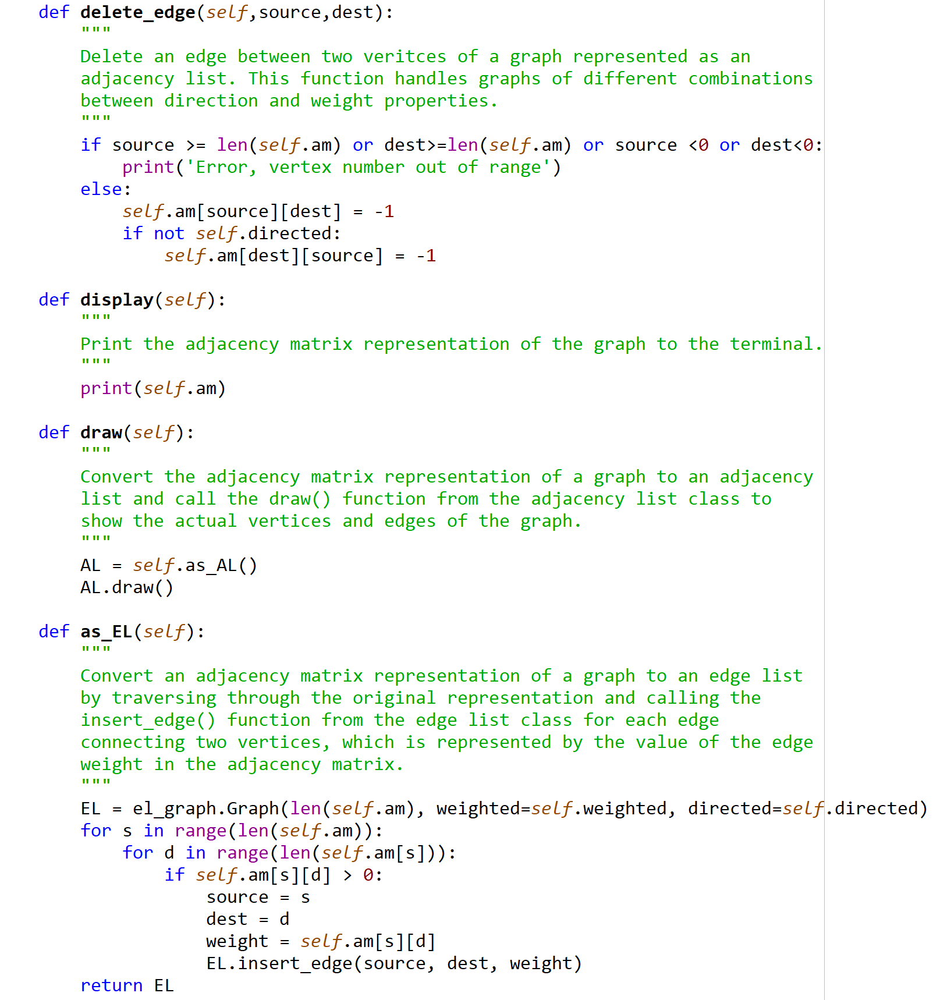 def delete_edge(self,source,dest):
"""
Delete an edge between two veritces of a graph represented as an
adjacency list. This function handles graphs of different combinations
between direction and weight properties.
"""
if source >= len(self.am) or dest>=len(self.am) or source <0 or dest<0:
print('Error, vertex number out of range')
else:
self.am[source][dest] = -1
if not self.directed:
self.am[dest][source] = -1
def display(self):
"""
Print the adjacency matrix representation of the graph to the terminal.
"""
print(self.am)
def draw(self):
"""
Convert the adjacency matrix representation of a graph to an adjacency
list and call the draw() function from the adjacency list class to
show the actual vertices and edges of the graph.
"""
AL = self.as_AL()
AL.draw()
def as_EL(self):
"""
Convert an adjacency matrix representation of a graph to an edge list
by traversing through the original representation and calling the
insert_edge() function from the edge list class for each edge
connecting two vertices, which is represented by the value of the edge
weight in the adjacency matrix.
"""
EL = el_graph.Graph(len(self.am), weighted=self.weighted, directed=self.directed)
for s in range(len(self.am)):
for d in range(len(self.am[s])):
if self.am[s][d] > 0:
source = s
dest = d
weight = self.am[s][d]
EL.insert_edge(source, dest, weight)
return EL